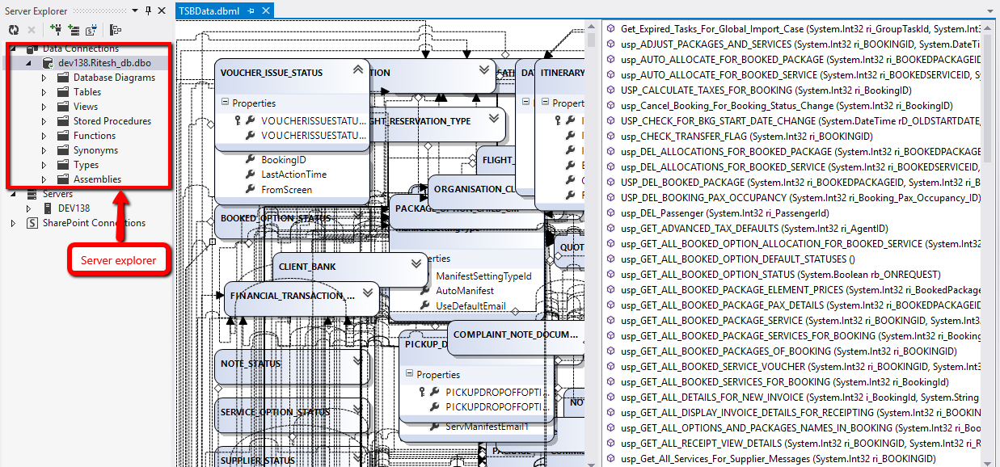 Server Explorer
Data Connections
dev138.Ritesh_db.dbo
Database Diagrams
Tables
Views
Stored Procedures
Functions
Synonyms
Types
Assemblies
Servers
DEV138
SharePoint Connections
Server explorer
TSBData.dbml
VOUCHER_ISSUE_STATUS
Properties
VOUCHERISSUESTATU...
VOUCHERISSUESTATU...
BookingID
LastActionTime
FromScreen
BOOKED_OPTION_STATUS
CLIENT_BANK
FINANCIAL_TRANSACTION_...
NOTE_STATUS
SERVICE_OPTION_STATUS
SUPPLIER_STATUS
TION
GHT_RESERVATION_TYPE
FLIGHT_
ORGANISATION_CL
PACKAGE_OPTION_CHILD_
erties
ManifestSettingTypeId
AutoManifest
UseDefaultEmail
COMPLAINT_NOTE_DOCUM...
PICKUP_D
Properties
PICKUPDROPOFFOPTI...
PICKUPDROPOFFOPTI...
ServManifestEmail1
DAT
ITINERARY
Propert
QUOT
NOT
Get_Expired_Tasks_For_Global_Import_Case (System.Int32 ri_GroupTaskId, System.Int3
usp_ADJUST_PACKAGES_AND_SERVICES (System.Int32 ri_BOOKINGID, System.DateTi
usp_AUTO_ALLOCATE_FOR_BOOKED_PACKAGE (System.Int32 ri_BOOKEDPACKAGEID
usp_AUTO_ALLOCATE_FOR_BOOKED_SERVICE (System.Int32 ri_BOOKEDSERVICEID, S
USP_CALCULATE_TAXES_FOR_BOOKING (System.Int32 ri_BookingID)
usp_Cancel_Booking_For_Booking_Status_Change (System.Int32 ri_BookingID)
USP_CHECK_FOR_BKG_START_DATE_CHANGE (System.DateTime rD_OLDSTARTDATE,
usp_CHECK_TRANSFER_FLAG (System.Int32 ri_BOOKINGID)
usp_DEL_ALLOCATIONS_FOR_BOOKED_PACKAGE (System.Int32 ri_BOOKEDPACKAGE
usp_DEL_ALLOCATIONS_FOR_BOOKED_SERVICE (System.Int32 ri_BOOKEDSERVICEID,
USP_DEL_BOOKED_PACKAGE (System.Int32 ri_BOOKEDPACKAGEID, System.Int32 ri_
USP_DEL_BOOKING_PAX_OCCUPANCY (System.Int32 ri_Booking_Pax_Occupancy_ID)
usp_DEL_Passenger (System.Int32 ri_PassengerId)
usp_GET_ADVANCED_TAX_DEFAULTS (System.Int32 ri_AgentID)
usp_GET_ALL_BOOKED_OPTION_ALLOCATION_FOR_BOOKED_SERVICE (System.Int32
usp_GET_ALL_BOOKED_OPTION_DEFAULT_STATUSES ()
usp_GET_ALL_BOOKED_OPTION_STATUS (System.Boolean rb_ONREQUEST)
usp_GET_ALL_BOOKED_PACKAGE_ELEMENT_PRICES (System.Int32 ri_BookedPackage
usp_GET_ALL_BOOKED_PACKAGE_PAX_DETAILS (System.Int32 ri_BOOKEDPACKAGEID
usp_GET_ALL_BOOKED_PACKAGE_SERVICE (System.Int32 ri_BOOKINGID, System.Int3
usp_GET_ALL_BOOKED_PACKAGE_SERVICES_FOR_BOOKING (System.Int32 ri_Booking
usp_GET_ALL_BOOKED_PACKAGES_OF_BOOKING (System.Int32 ri_BOOKINGID)
usp_GET_ALL_BOOKED_SERVICE_VOUCHER (System.Int32 ri_BOOKINGID, System.Int3
usp_GET_ALL_BOOKED_SERVICES_FOR_BOOKING (System.Int32 ri_BookingId)
usp_GET_ALL_DETAILS_FOR_NEW_INVOICE (System.Int32 i_BookingId, System.String
usp_GET_ALL_DISPLAY_INVOICE_DETAILS_FOR_RECEIPTING (System.Int32 ri_BOOKI
usp_GET_ALL_OPTIONS_AND_PACKAGES_NAMES_IN_BOOKING (System.Int32 ri_Boo
usp_GET_ALL_RECEIPT_VIEW_DETAILS (System.Int32 ri_BOOKINGID, System.Int32 ri_R
usp_Get_All_Services_For_Supplier_Messages (System.Int32 ri_BOOKINGID)